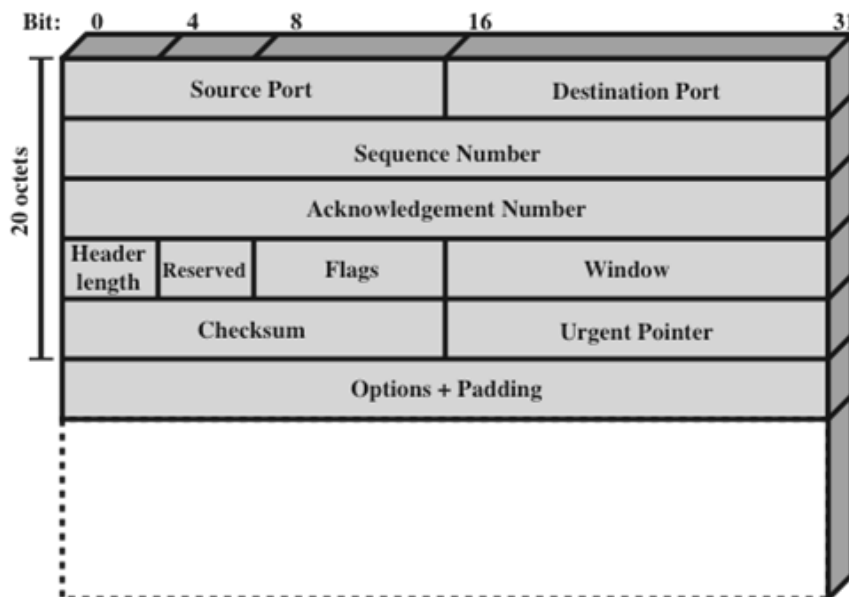 Bit: 0 4 8 16 31
Source Port Destination Port
Sequence Number
Acknowledgement Number
Header
length Reserved Flags Window
Checksum Urgent Pointer
Options + Padding
20 octets